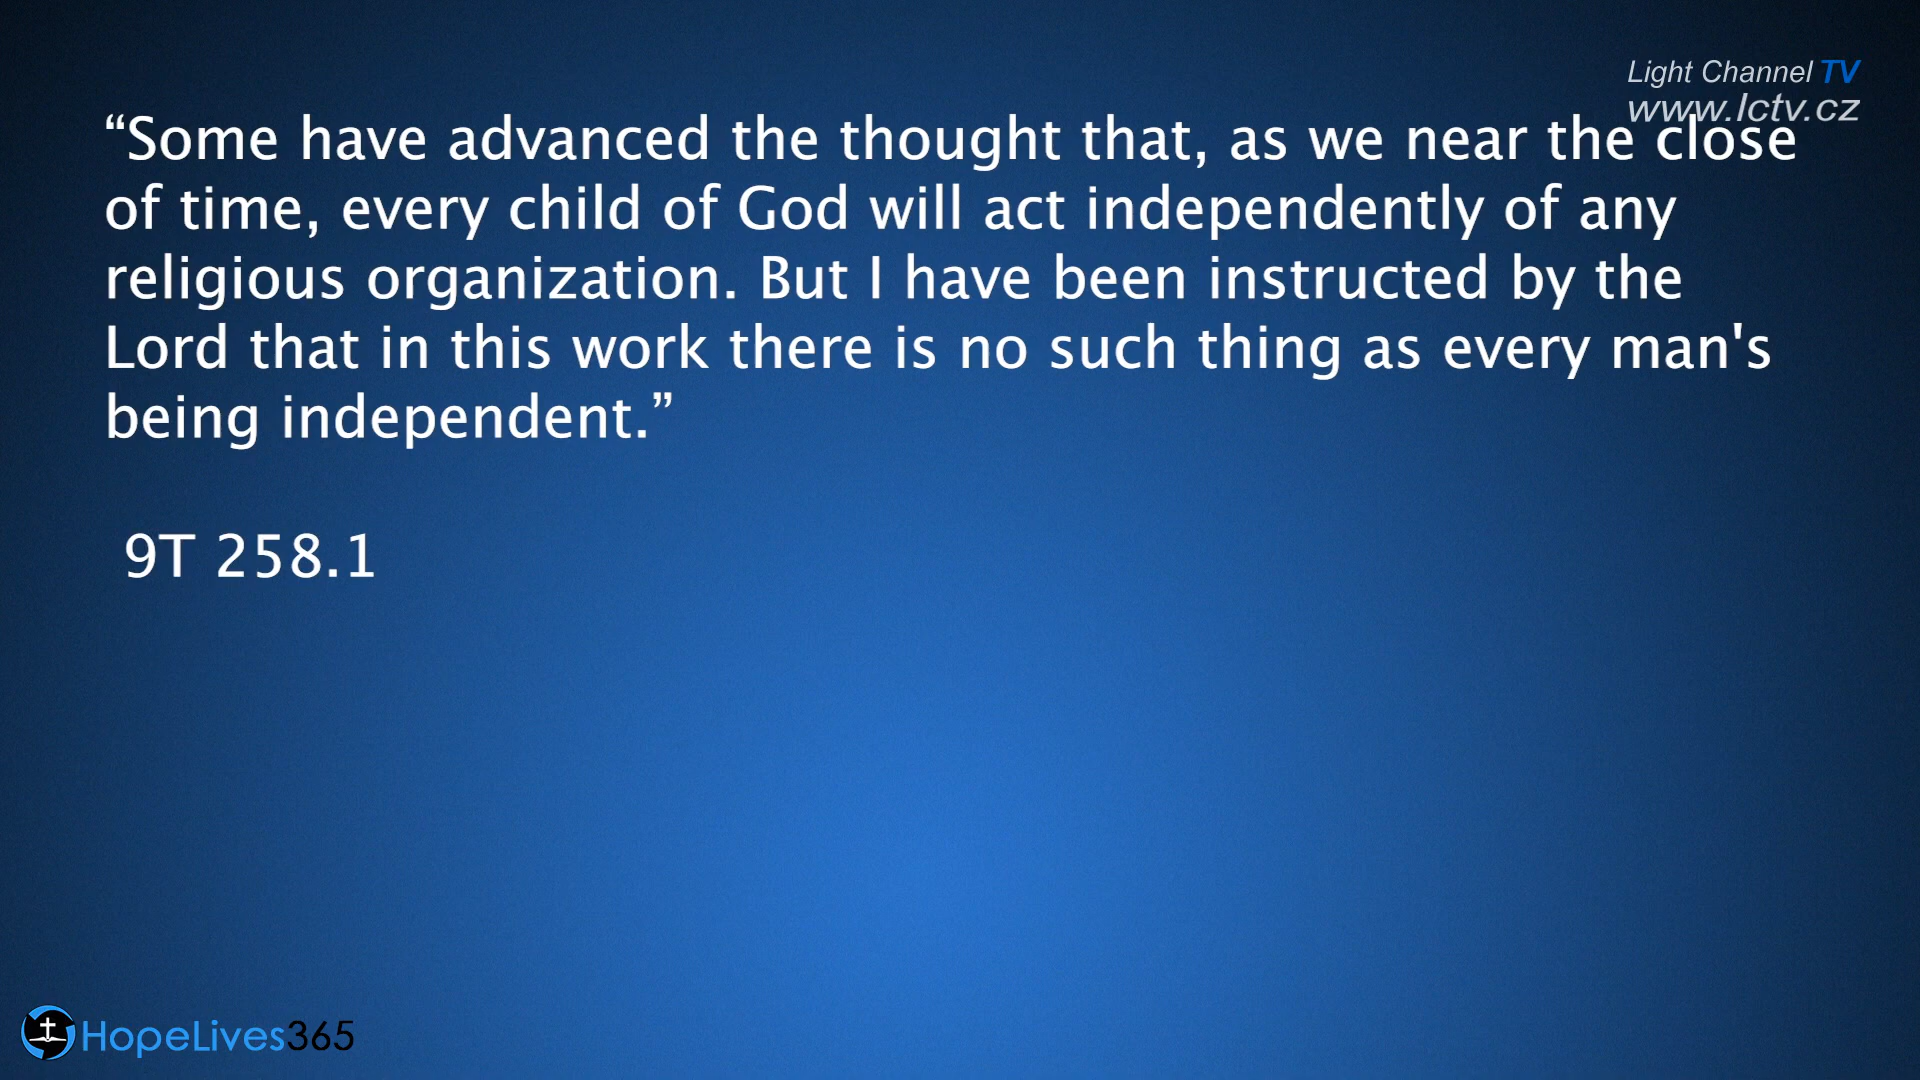 Light Channel TV
www.lctv.cz
“Some have advanced the thought that, as we near the close
of time, every child of God will act independently of any
religious organization. But I have been instructed by the
Lord that in this work there is no such thing as every man's
being independent.”
9T 258.1
HopeLives365